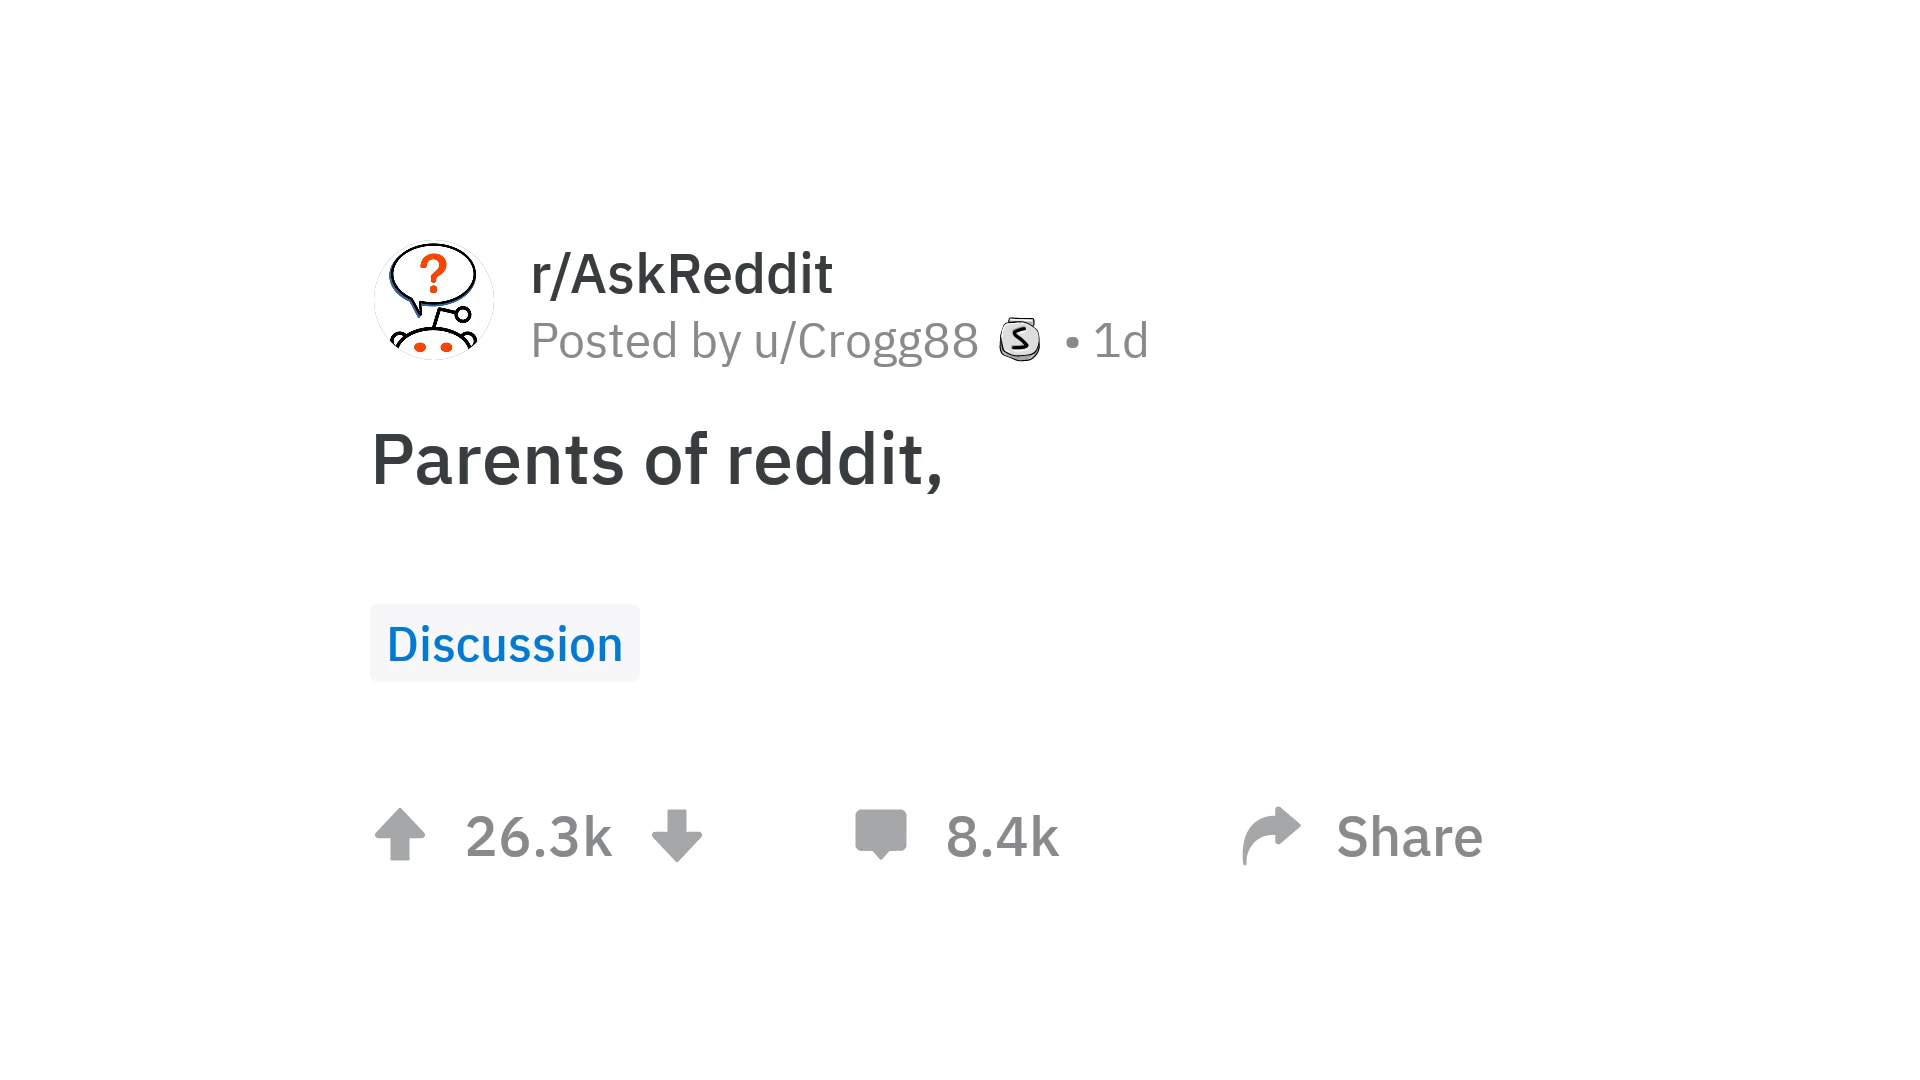 ?
r/AskReddit
Posted by u/Crogg88 S • 1d
Parents of reddit,
Discussion
26.3k 8.4k Share